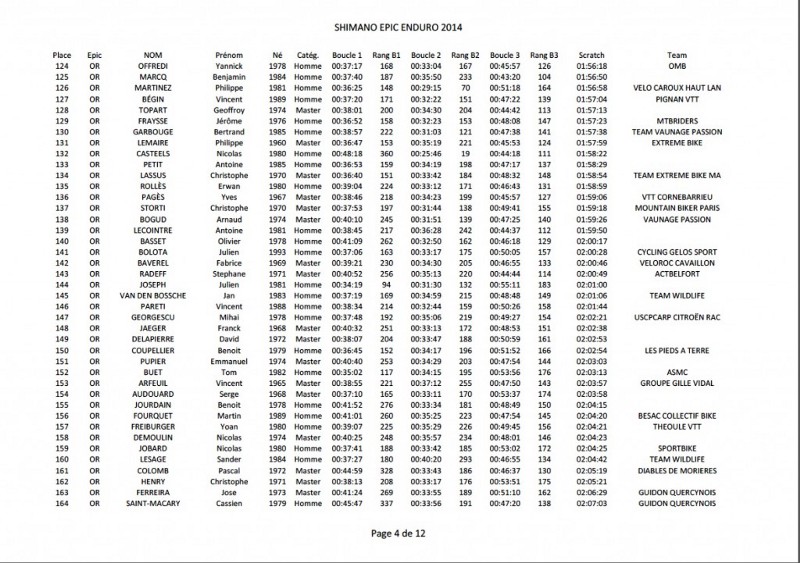 SHIMANO EPIC ENDURO 2014
Place Epic NOM Prénom Né Catég. Boucle 1 Rang B1 Boucle 2 Rang B2 Boucle 3 Rang B3 Scratch Team
124 OR OFFREDI Yannick 1978 Homme 00:37:17 168 00:33:04 167 00:45:57 126 01:56:18 OMB
125 OR MARCQ Benjamin 1984 Homme 00:37:40 187 00:35:50 233 00:43:20 104 01:56:50
126 OR MARTINEZ Philippe 1981 Homme 00:36:25 148 00:29:15 70 00:51:18 164 01:56:58 VELO CAROUX HAUT LAN
127 OR BÉGIN Vincent 1989 Homme 00:37:20 171 00:32:22 151 00:47:22 139 01:57:04 PIGNAN VTT
128 OR TOPART Geoffroy 1974 Master 00:38:01 200 00:34:30 204 00:44:42 113 01:57:13
129 OR FRAYSSE Jérôme 1976 Homme 00:36:52 158 00:32:23 153 00:48:08 147 01:57:23 MTBRIDERS
130 OR GARBOUGE Bertrand 1985 Homme 00:38:57 222 00:31:03 121 00:47:38 141 01:57:38 TEAM VAUNAGE PASSION
131 OR LEMAIRE Philippe 1960 Master 00:36:47 153 00:35:19 221 00:45:53 124 01:57:59 EXTREME BIKE
132 OR CASTEELS Nicolas 1980 Homme 00:48:18 360 00:25:46 19 00:44:18 111 01:58:22
133 OR PETIT Antoine 1985 Homme 00:36:53 159 00:34:19 198 00:47:17 137 01:58:29
134 OR LASSUS Christophe 1970 Master 00:36:40 151 00:33:42 184 00:48:32 148 01:58:54 TEAM EXTREME BIKE MA
135 OR ROLLÈS Erwan 1980 Homme 00:39:04 224 00:33:12 171 00:46:43 131 01:58:59
136 OR PAGÈS Yves 1967 Master 00:38:46 218 00:34:23 199 00:45:57 127 01:59:06 VTT CORNEBARRIEU
137 OR STORTI Christophe 1970 Master 00:37:53 197 00:31:44 138 00:49:41 155 01:59:18 MOUNTAIN BIKER PARIS
138 OR BOGUD Arnaud 1974 Master 00:40:10 245 00:31:51 139 00:47:25 140 01:59:26 VAUNAGE PASSION
139 OR LECOINTRE Antoine 1981 Homme 00:38:45 217 00:36:28 242 00:44:37 112 01:59:50
140 OR BASSET Olivier 1978 Homme 00:41:09 262 00:32:50 162 00:46:18 129 02:00:17
141 OR BOLOTA Julien 1993 Homme 00:37:06 163 00:33:17 175 00:50:05 157 02:00:28 CYCLING GELOS SPORT
142 OR BAVEREL Fabrice 1969 Master 00:39:21 230 00:34:30 205 00:46:55 133 02:00:46 VELOROC CAVAILLON
143 OR RADEFF Stephane 1971 Master 00:40:52 256 00:35:13 220 00:44:44 114 02:00:49 ACTBELFORT
144 OR JOSEPH Julien 1981 Homme 00:34:19 94 00:31:30 132 00:55:11 183 02:01:00
145 OR VAN DEN BOSSCHE Jan 1983 Homme 00:37:19 169 00:34:59 215 00:48:48 149 02:01:06 TEAM WILDLIFE
146 OR PARETI Vincent 1988 Homme 00:38:34 214 00:32:44 159 00:50:26 158 02:01:44
147 OR GEORGESCU Mihai 1978 Homme 00:37:48 192 00:35:06 219 00:49:27 154 02:02:21 USCPCARP CITROËN RAC
148 OR JAEGER Franck 1968 Master 00:40:32 251 00:33:13 172 00:48:53 151 02:02:38
149 OR DELAPIERRE David 1972 Master 00:38:07 204 00:33:47 188 00:50:59 161 02:02:53
150 OR COUPELLIER Benoit 1979 Homme 00:36:45 152 00:34:17 196 00:51:52 166 02:02:54 LES PIEDS A TERRE
151 OR PUPIER Emmanuel 1974 Master 00:40:40 253 00:34:29 203 00:47:54 144 02:03:03
152 OR BUET Tom 1982 Homme 00:35:02 117 00:34:15 195 00:53:56 176 02:03:13 ASMC
153 OR ARFEUIL Vincent 1965 Master 00:38:55 221 00:37:12 255 00:47:50 143 02:03:57 GROUPE GILLE VIDAL
154 OR AUDOUARD Serge 1968 Master 00:37:10 165 00:33:11 170 00:53:37 174 02:03:58
155 OR JOURDAIN Benoit 1978 Homme 00:41:52 276 00:33:34 181 00:48:49 150 02:04:15
156 OR FOURQUET Martin 1989 Homme 00:41:01 260 00:35:25 223 00:47:54 145 02:04:20 BESAC COLLECTIF BIKE
157 OR FREIBURGER Yoan 1980 Homme 00:39:07 225 00:35:29 226 00:49:45 156 02:04:21 THEOULE VTT
158 OR DEMOULIN Nicolas 1974 Master 00:40:25 248 00:35:57 234 00:48:01 146 02:04:23
159 OR JOBARD Nicolas 1980 Homme 00:37:41 188 00:33:42 185 00:53:02 172 02:04:25 SPORTBIKE
160 OR LESAGE Sander 1984 Homme 00:37:27 180 00:40:20 293 00:46:55 134 02:04:42 TEAM WILDLIFE
161 OR COLOMB Pascal 1972 Master 00:44:59 328 00:33:43 186 00:46:37 130 02:05:19 DIABLES DE MORIERES
162 OR HENRY Christophe 1971 Master 00:38:13 208 00:33:17 176 00:53:51 175 02:05:21
163 OR FERREIRA Jose 1973 Master 00:41:24 269 00:33:55 189 00:51:10 162 02:06:29 GUIDON QUERCYNOIS
164 OR SAINT-MACARY Cassien 1979 Homme 00:45:47 337 00:33:56 191 00:47:20 138 02:07:03 GUIDON QUERCYNOIS
Page 4 de 12